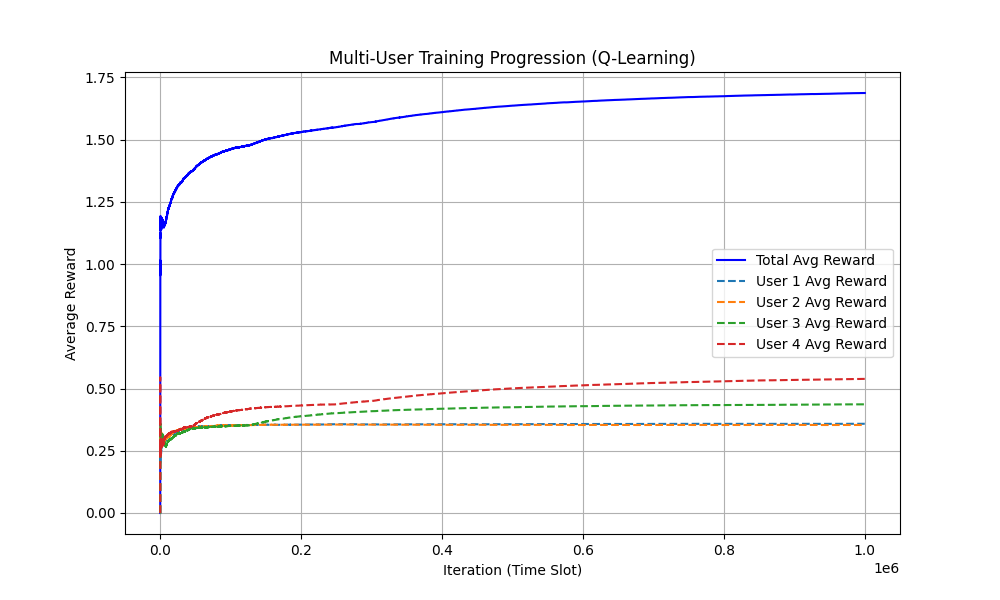 Multi-User Training Progression (Q-Learning)
Average Reward
1.75
1.50
1.25
1.00
0.75
0.50
0.25
0.00
Total Avg Reward
User 1 Avg Reward
User 2 Avg Reward
User 3 Avg Reward
User 4 Avg Reward
0.0 0.2 0.4 0.6 0.8 1.0
1e6
Iteration (Time Slot)